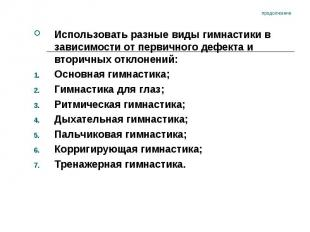 продолжение
Использовать разные виды гимнастики в
зависимости от первичного дефекта и
вторичных отклонений:
1. Основная гимнастика;
2. Гимнастика для глаз;
3. Ритмическая гимнастика;
4. Дыхательная гимнастика;
5. Пальчиковая гимнастика;
6. Корригирующая гимнастика;
7. Тренажерная гимнастика.